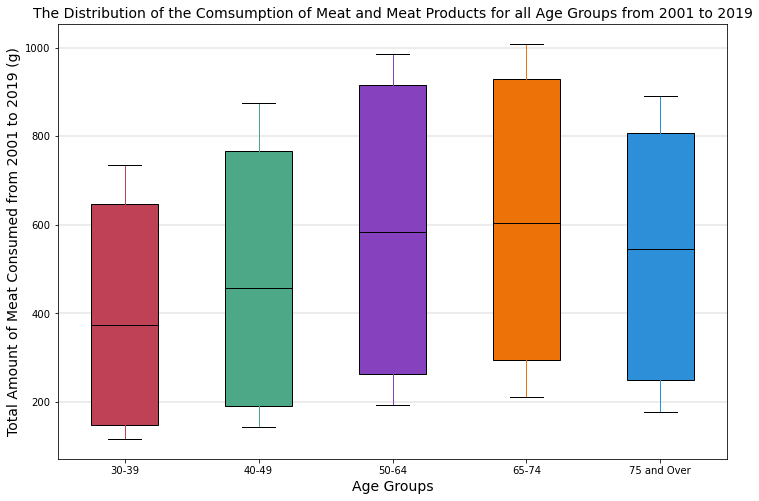 The Distribution of the Comsumption of Meat and Meat Products for all Age Groups from 2001 to 2019
Total Amount of Meat Consumed from 2001 to 2019 (g)
1000
800
600
400
200
30-39 40-49 50-64 65-74 75 and Over
Age Groups